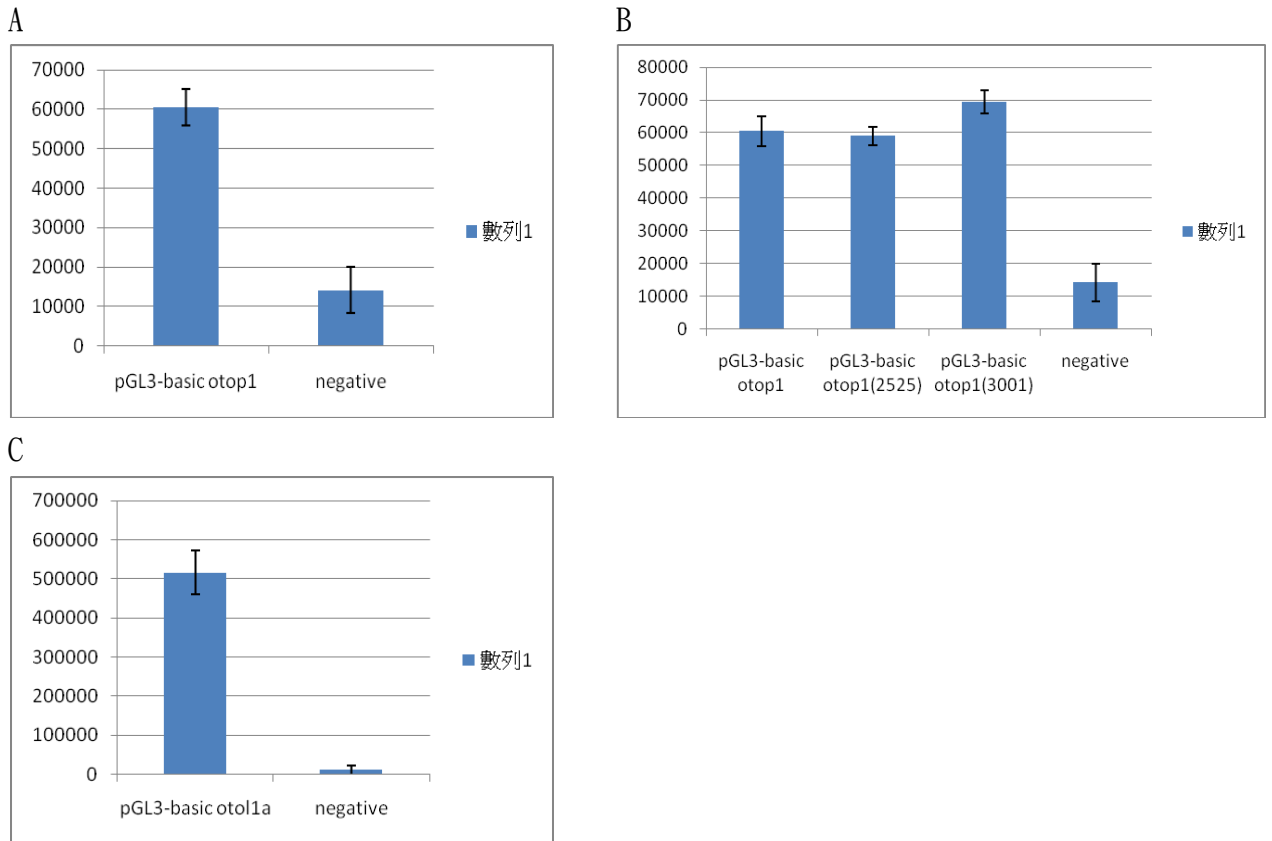 A
70000
60000
50000
40000
30000
20000
10000
0
pGL3-basic otop1
negative
數列1
B
80000
70000
60000
50000
40000
30000
20000
10000
0
pGL3-basic
otop1
pGL3-basic
otop1(2525)
pGL3-basic
otop1(3001)
negative
數列1
C
700000
600000
500000
400000
300000
200000
100000
0
pGL3-basic otol1a
negative
數列1